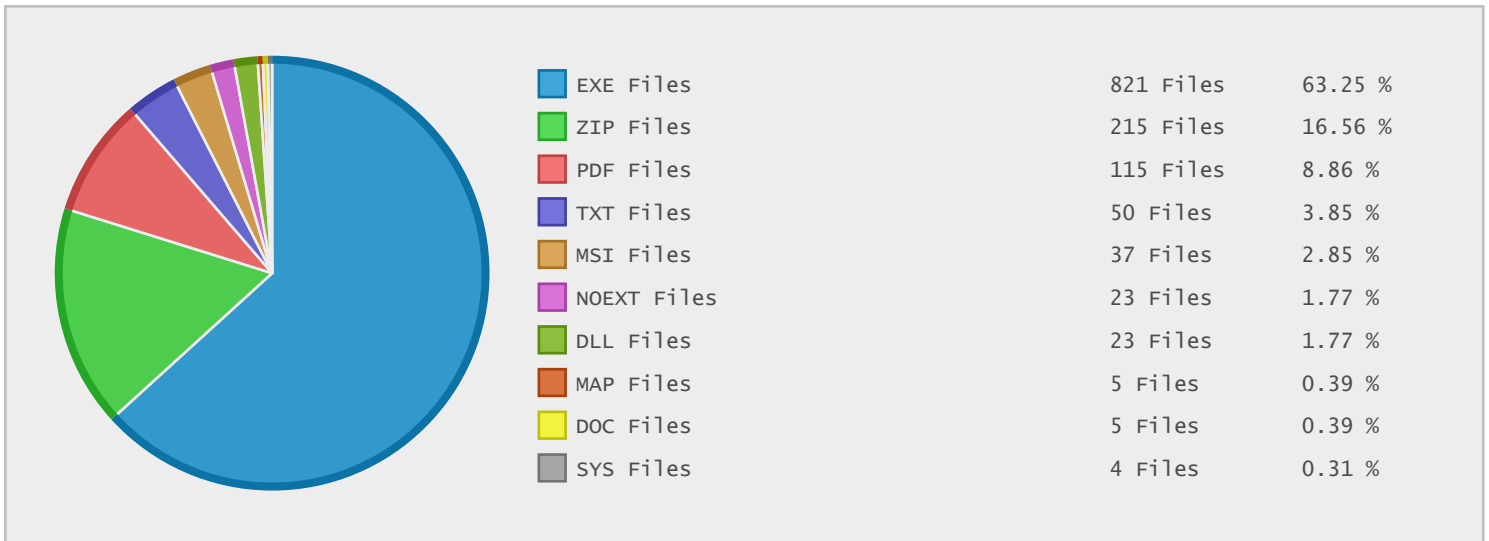 EXE Files 821 Files 63.25 %
ZIP Files 215 Files 16.56 %
PDF Files 115 Files 8.86 %
TXT Files 50 Files 3.85 %
MSI Files 37 Files 2.85 %
NOEXT Files 23 Files 1.77 %
DLL Files 23 Files 1.77 %
MAP Files 5 Files 0.39 %
DOC Files 5 Files 0.39 %
SYS Files 4 Files 0.31 %